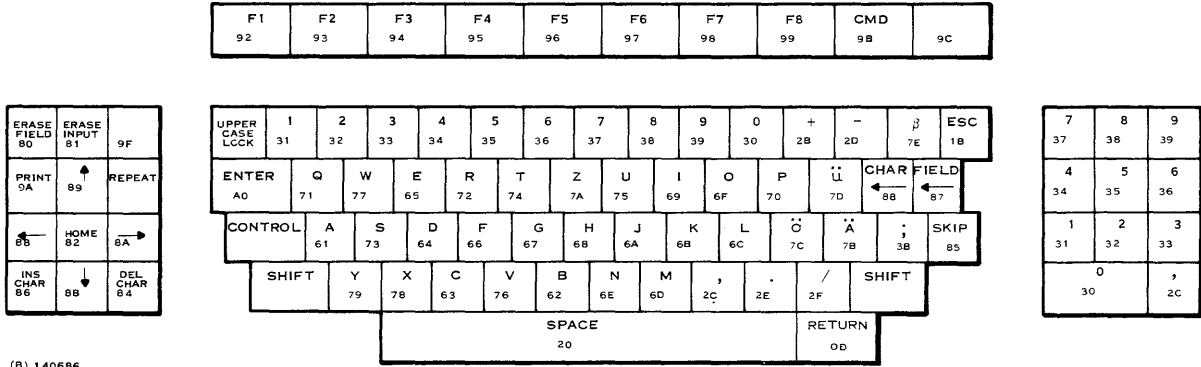 F1 F2 F3 F4 F5 F6 F7 F8 CMD
92 93 94 95 96 97 98 99 9B 9C
ERASE FIELD 80
ERASE INPUT 81
9F
PRINT 9A
↑ 89
REPEAT
← 88
HOME 82
→ 8A
INS CHAR 86
↓ 8B
DEL CHAR 84
UPPER CASE LOCK
1 2 3 4 5 6 7 8 9 0 + - β ESC
31 32 33 34 35 36 37 38 39 30 2B 2D 7E 1B
ENTER Q W E R T Z U I O P ü CHAR ← FIELD ←
A0 71 77 65 72 74 7A 75 69 6F 70 7D 88 87
CONTROL A S D F G H J K L Ö Ä ; SKIP
61 73 64 66 67 68 6A 6B 6C 7C 7B 3B 85
SHIFT Y X C V B N M , . / SHIFT
79 78 63 76 62 6E 6D 2C 2E 2F
SPACE RETURN
20 0D
7 8 9
37 38 39
4 5 6
34 35 36
1 2 3
31 32 33
0 ,
30 2C
(B) 140686